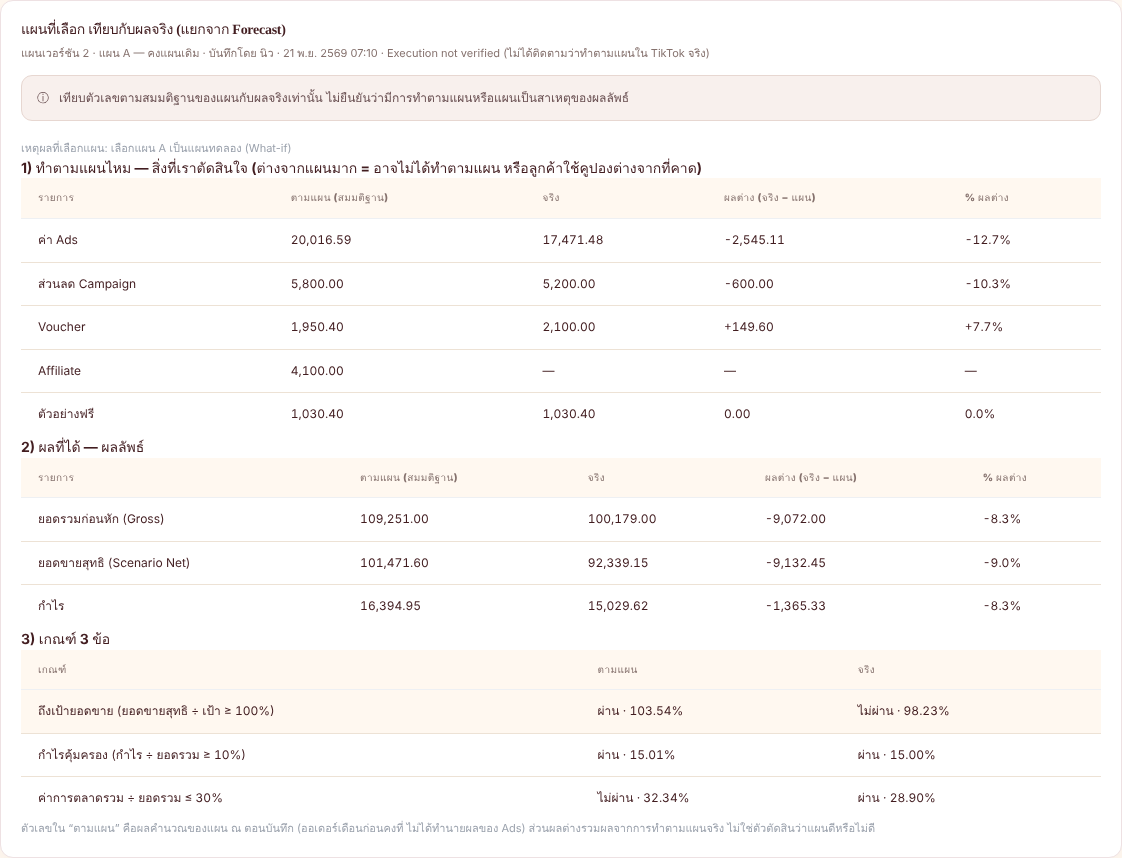 แผนที่เลือก เทียบกับผลจริง (แยกจาก Forecast)
แผนเวอร์ชัน 2 · แผน A — คงแผนเดิม · บันทึกโดย นิว · 21 พ.ย. 2569 07:10 · Execution not verified (ไม่ได้ติดตามว่าทำตามแผนใน TikTok จริง)
ⓘ เทียบตัวเลขตามสมมติฐานของแผนกับผลจริงเท่านั้น ไม่ยืนยันว่ามีการทำตามแผนหรือแผนเป็นสาเหตุของผลลัพธ์
เหตุผลที่เลือกแผน: เลือกแผน A เป็นแผนทดลอง (What-if)
1) ทำตามแผนไหม — สิ่งที่เราตัดสินใจ (ต่างจากแผนมาก = อาจไม่ได้ทำตามแผน หรือลูกค้าใช้คูปองต่างจากที่คาด)
รายการ ตามแผน (สมมติฐาน) จริง ผลต่าง (จริง − แผน) % ผลต่าง
ค่า Ads 20,016.59 17,471.48 -2,545.11 -12.7%
ส่วนลด Campaign 5,800.00 5,200.00 -600.00 -10.3%
Voucher 1,950.40 2,100.00 +149.60 +7.7%
Affiliate 4,100.00 — — —
ตัวอย่างฟรี 1,030.40 1,030.40 0.00 0.0%
2) ผลที่ได้ — ผลลัพธ์
รายการ ตามแผน (สมมติฐาน) จริง ผลต่าง (จริง − แผน) % ผลต่าง
ยอดรวมก่อนหัก (Gross) 109,251.00 100,179.00 -9,072.00 -8.3%
ยอดขายสุทธิ (Scenario Net) 101,471.60 92,339.15 -9,132.45 -9.0%
กำไร 16,394.95 15,029.62 -1,365.33 -8.3%
3) เกณฑ์ 3 ข้อ
เกณฑ์ ตามแผน จริง
ถึงเป้ายอดขาย (ยอดขายสุทธิ ÷ เป้า ≥ 100%) ผ่าน · 103.54% ไม่ผ่าน · 98.23%
กำไรคุ้มครอง (กำไร ÷ ยอดรวม ≥ 10%) ผ่าน · 15.01% ผ่าน · 15.00%
ค่าการตลาดรวม ÷ ยอดรวม ≤ 30% ไม่ผ่าน · 32.34% ผ่าน · 28.90%
ตัวเลขใน “ตามแผน” คือผลคำนวณของแผน ณ ตอนบันทึก (ออเดอร์เดือนก่อนคงที่ ไม่ได้ทำนายผลของ Ads) ส่วนผลต่างรวมผลจากการทำตามแผนจริง ไม่ใช่ตัวตัดสินว่าแผนดีหรือไม่ดี